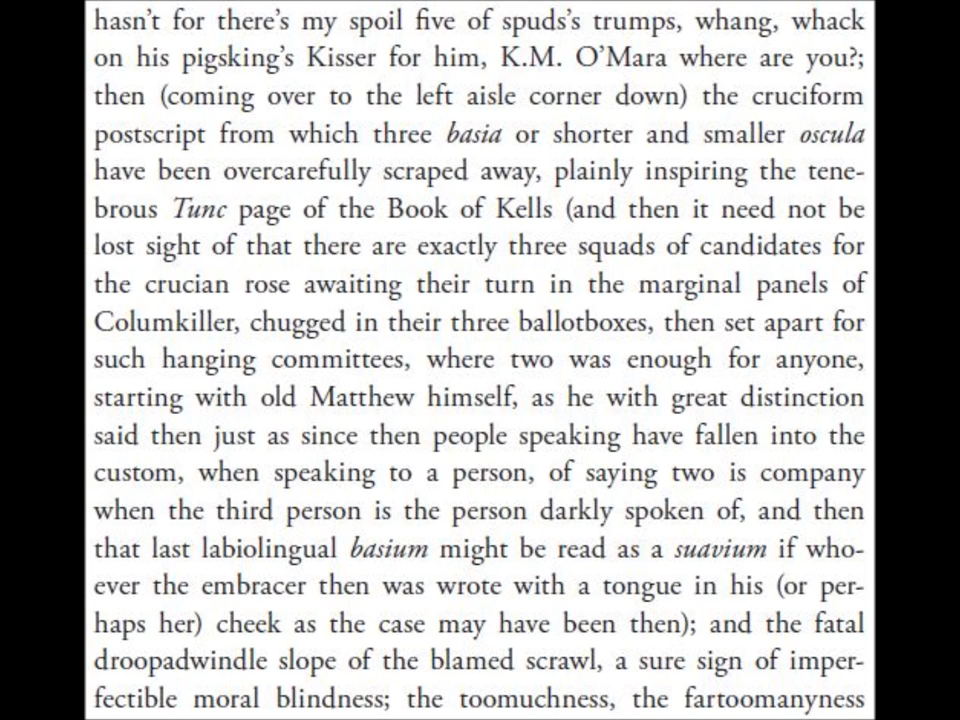 hasn’t for there’s my spoil five of spuds’s trumps, whang, whack
on his pigsking’s Kisser for him, K.M. O’Mara where are you?;
then (coming over to the left aisle corner down) the cruciform
postscript from which three basia or shorter and smaller oscula
have been overcarefully scraped away, plainly inspiring the tene-
brous Tunc page of the Book of Kells (and then it need not be
lost sight of that there are exactly three squads of candidates for
the crucian rose awaiting their turn in the marginal panels of
Columkiller, chugged in their three ballotboxes, then set apart for
such hanging committees, where two was enough for anyone,
starting with old Matthew himself, as he with great distinction
said then just as since then people speaking have fallen into the
custom, when speaking to a person, of saying two is company
when the third person is the person darkly spoken of, and then
that last labiolingual basium might be read as a suavium if who-
ever the embracer then was wrote with a tongue in his (or per-
haps her) cheek as the case may have been then); and the fatal
droopadwindle slope of the blamed scrawl, a sure sign of imper-
fectible moral blindness; the toomuchness, the fartoomanyness